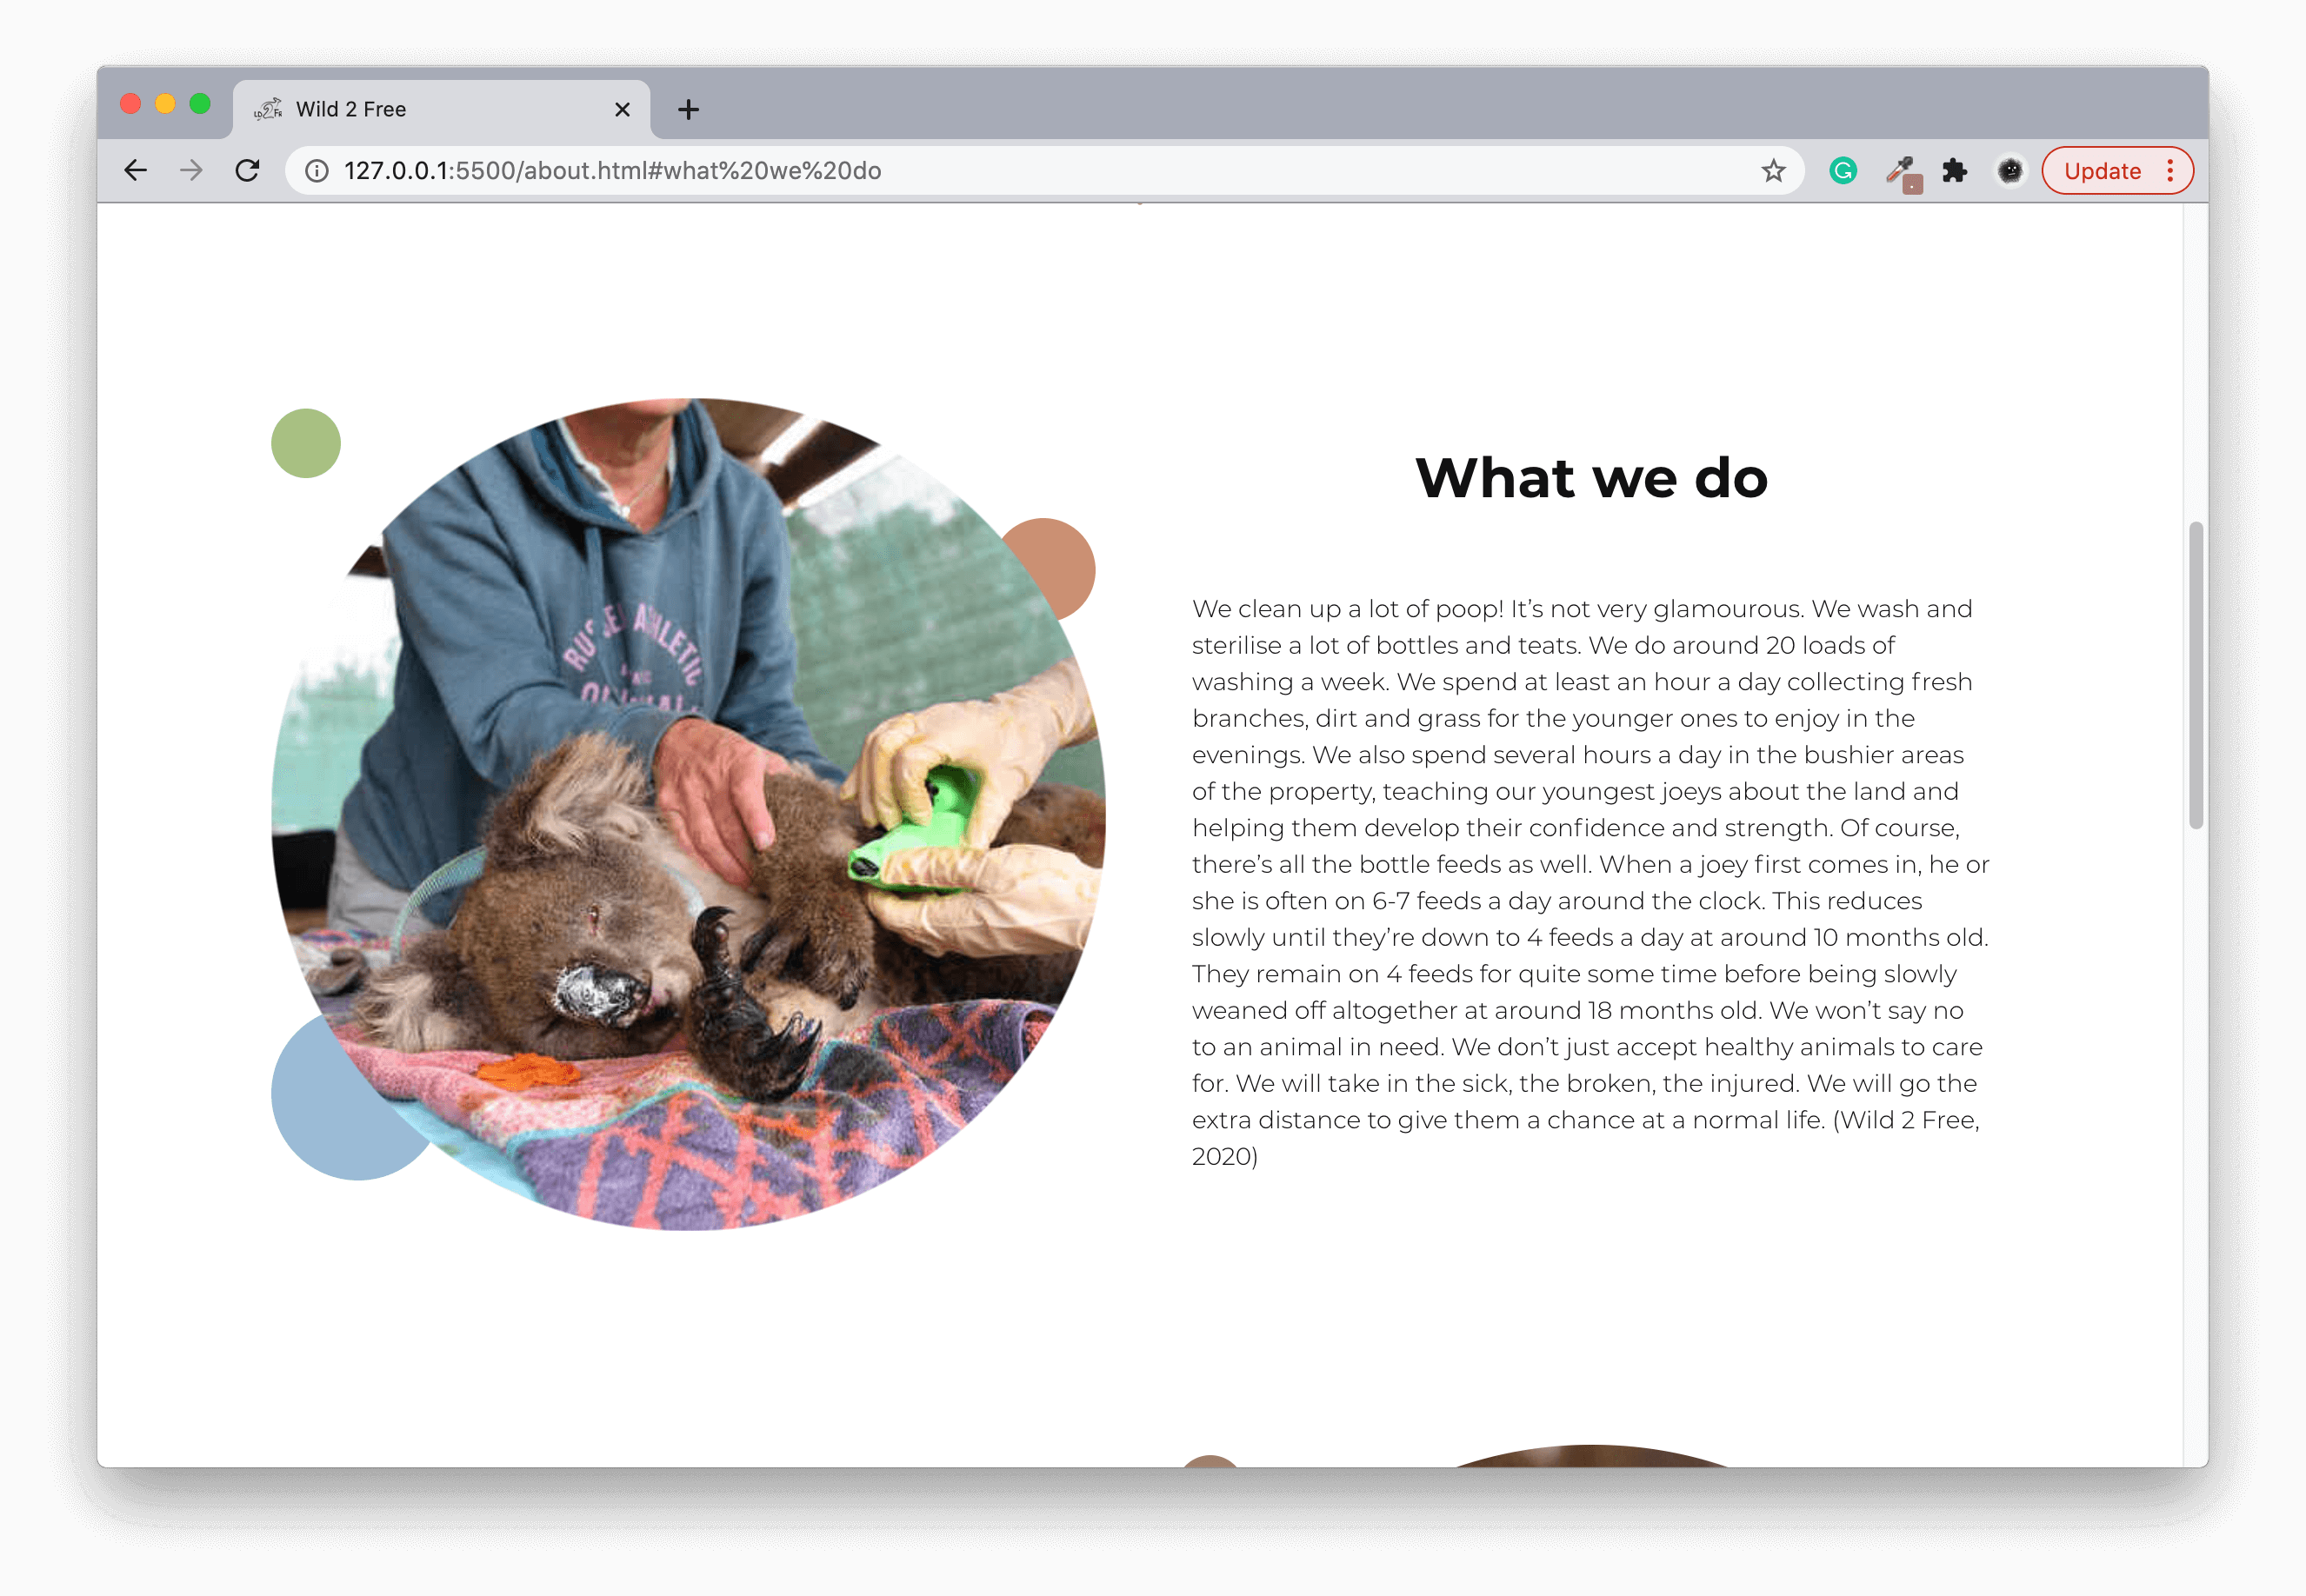 Wild 2 Free
127.0.0.1:5500/about.html#what%20we%20do
Update
What we do
We clean up a lot of poop! It’s not very glamourous. We wash and
sterilise a lot of bottles and teats. We do around 20 loads of
washing a week. We spend at least an hour a day collecting fresh
branches, dirt and grass for the younger ones to enjoy in the
evenings. We also spend several hours a day in the bushier areas
of the property, teaching our youngest joeys about the land and
helping them develop their confidence and strength. Of course,
there’s all the bottle feeds as well. When a joey first comes in, he or
she is often on 6-7 feeds a day around the clock. This reduces
slowly until they’re down to 4 feeds a day at around 10 months old.
They remain on 4 feeds for quite some time before being slowly
weaned off altogether at around 18 months old. We won’t say no
to an animal in need. We don’t just accept healthy animals to care
for. We will take in the sick, the broken, the injured. We will go the
extra distance to give them a chance at a normal life. (Wild 2 Free,
2020)